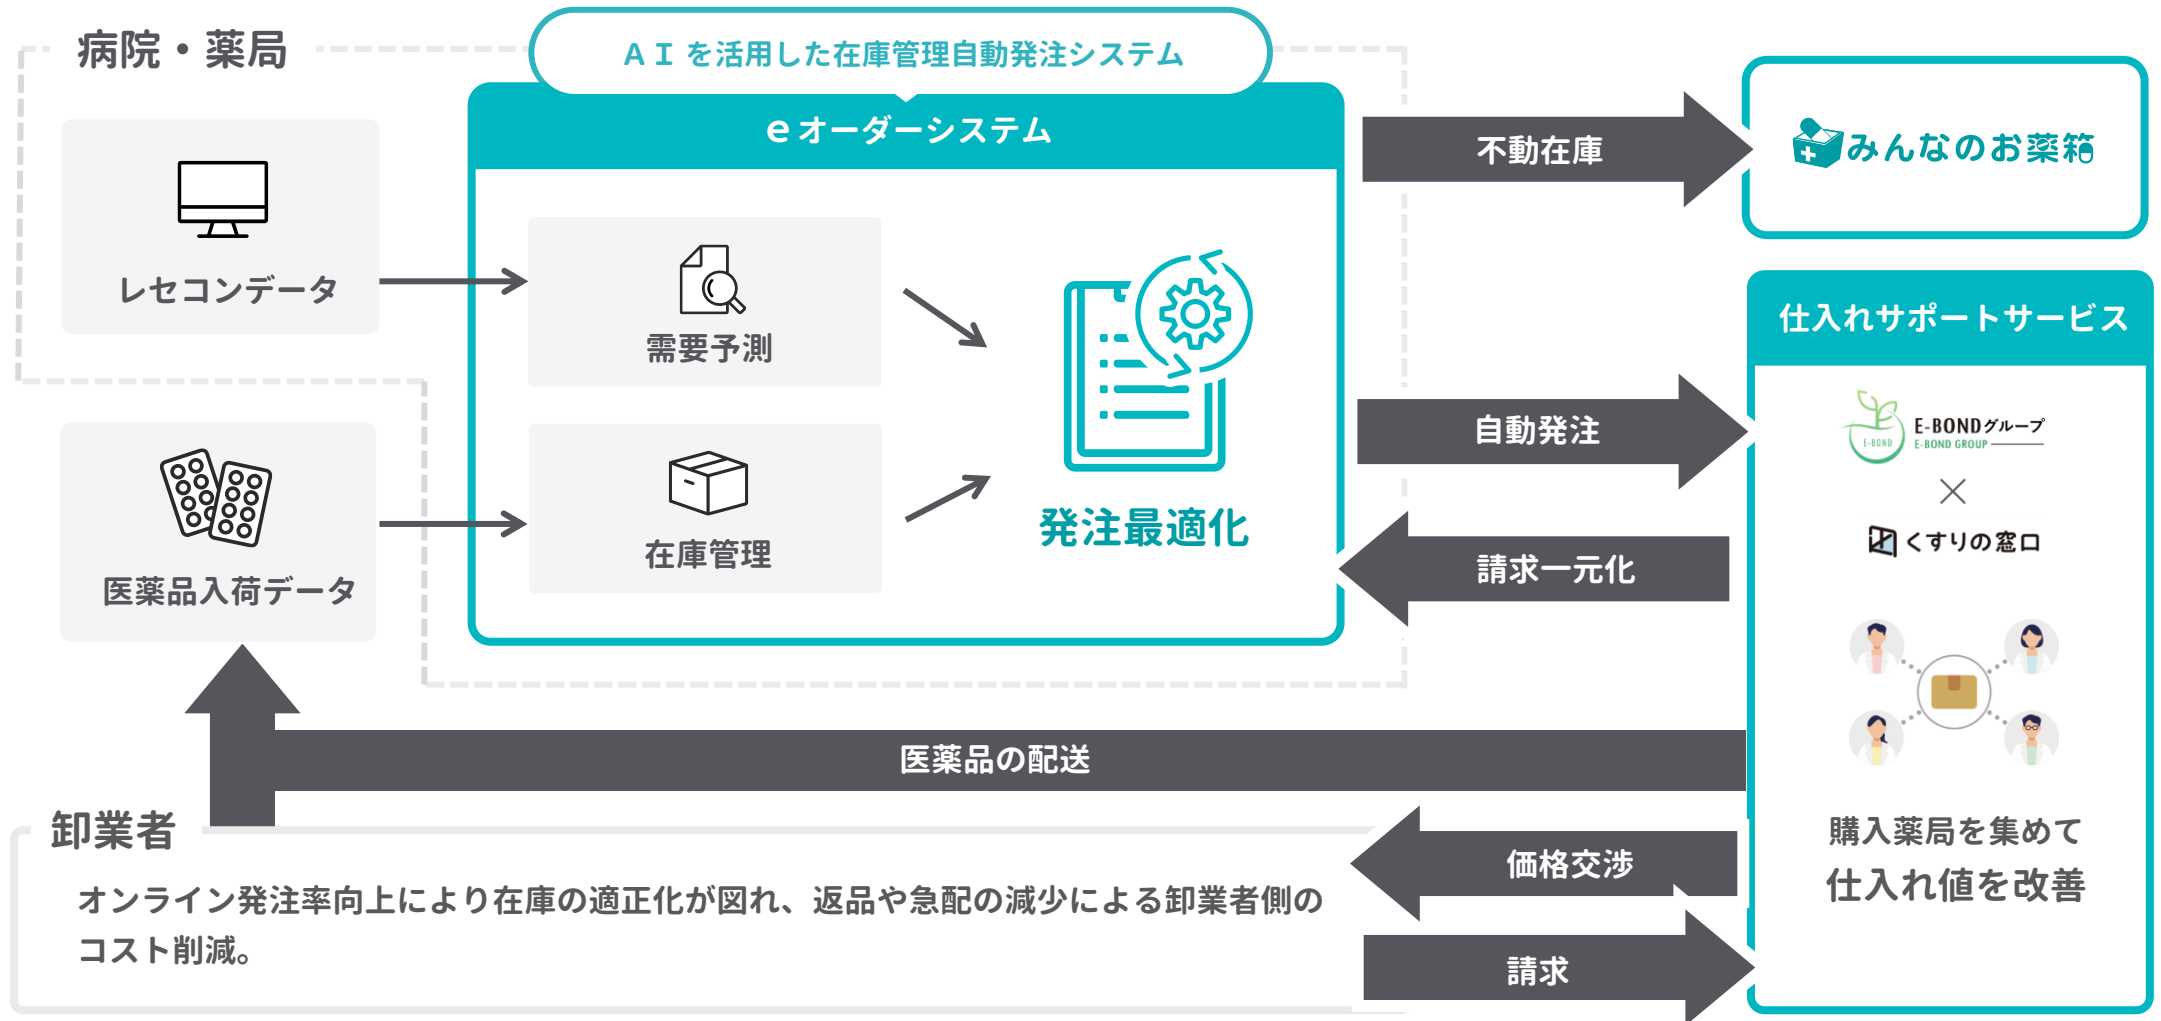 病院・薬局
AIを活用した在庫管理自動発注システム
eオーダーシステム
レセコンデータ
需要予測
医薬品入荷データ
在庫管理
発注最適化
不動在庫
みんなのお薬箱
自動発注
請求一元化
仕入れサポートサービス
E-BOND
E-BONDグループ
E-BOND GROUP
×
くすりの窓口
購入薬局を集めて
仕入れ値を改善
医薬品の配送
卸業者
オンライン発注率向上により在庫の適正化が図れ、返品や急配の減少による卸業者側の
コスト削減。
価格交渉
請求